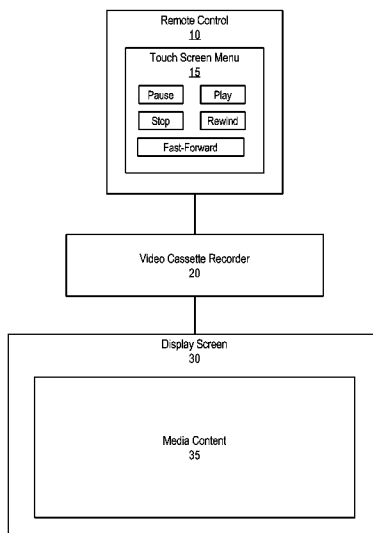 Remote Control
10
Touch Screen Menu
15
Pause Play
Stop Rewind
Fast-Forward
Video Cassette Recorder
20
Display Screen
30
Media Content
35